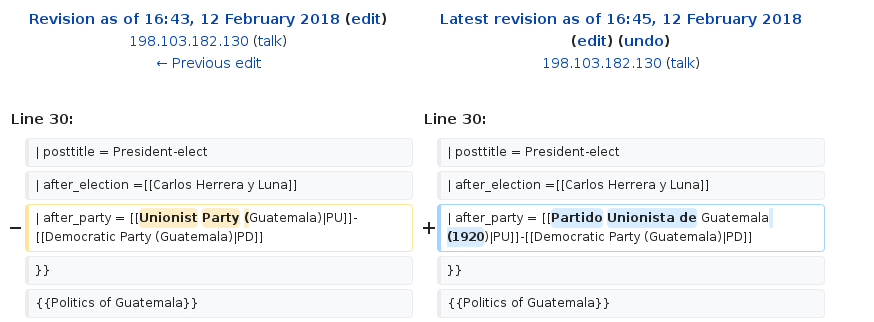 Revision as of 16:43, 12 February 2018 (edit)
198.103.182.130 (talk)
← Previous edit
Latest revision as of 16:45, 12 February 2018
(edit) (undo)
198.103.182.130 (talk)
Line 30:
Line 30:
| posttitle = President-elect
| posttitle = President-elect
| after_election =[[Carlos Herrera y Luna]]
| after_election =[[Carlos Herrera y Luna]]
− | after_party = [[Unionist Party (Guatemala)|PU]]-
[[Democratic Party (Guatemala)|PD]]
+ | after_party = [[Partido Unionista de Guatemala
(1920)|PU]]-[[Democratic Party (Guatemala)|PD]]
}}
}}
{{Politics of Guatemala}}
{{Politics of Guatemala}}